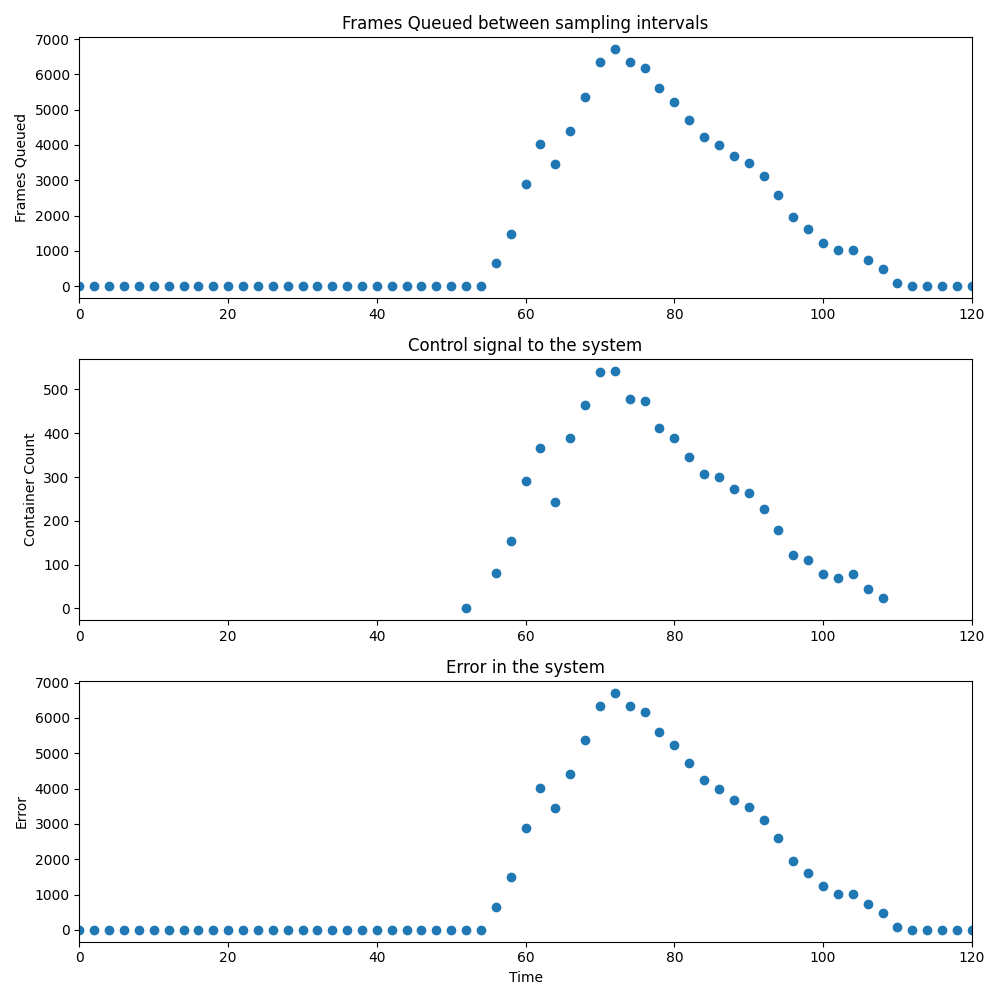 Frames Queued between sampling intervals
7000
6000
5000
4000
3000
2000
1000
0
Frames Queued
0 20 40 60 80 100 120
Control signal to the system
500
400
300
200
100
0
Container Count
0 20 40 60 80 100 120
Error in the system
7000
6000
5000
4000
3000
2000
1000
0
Error
0 20 40 60 80 100 120
Time